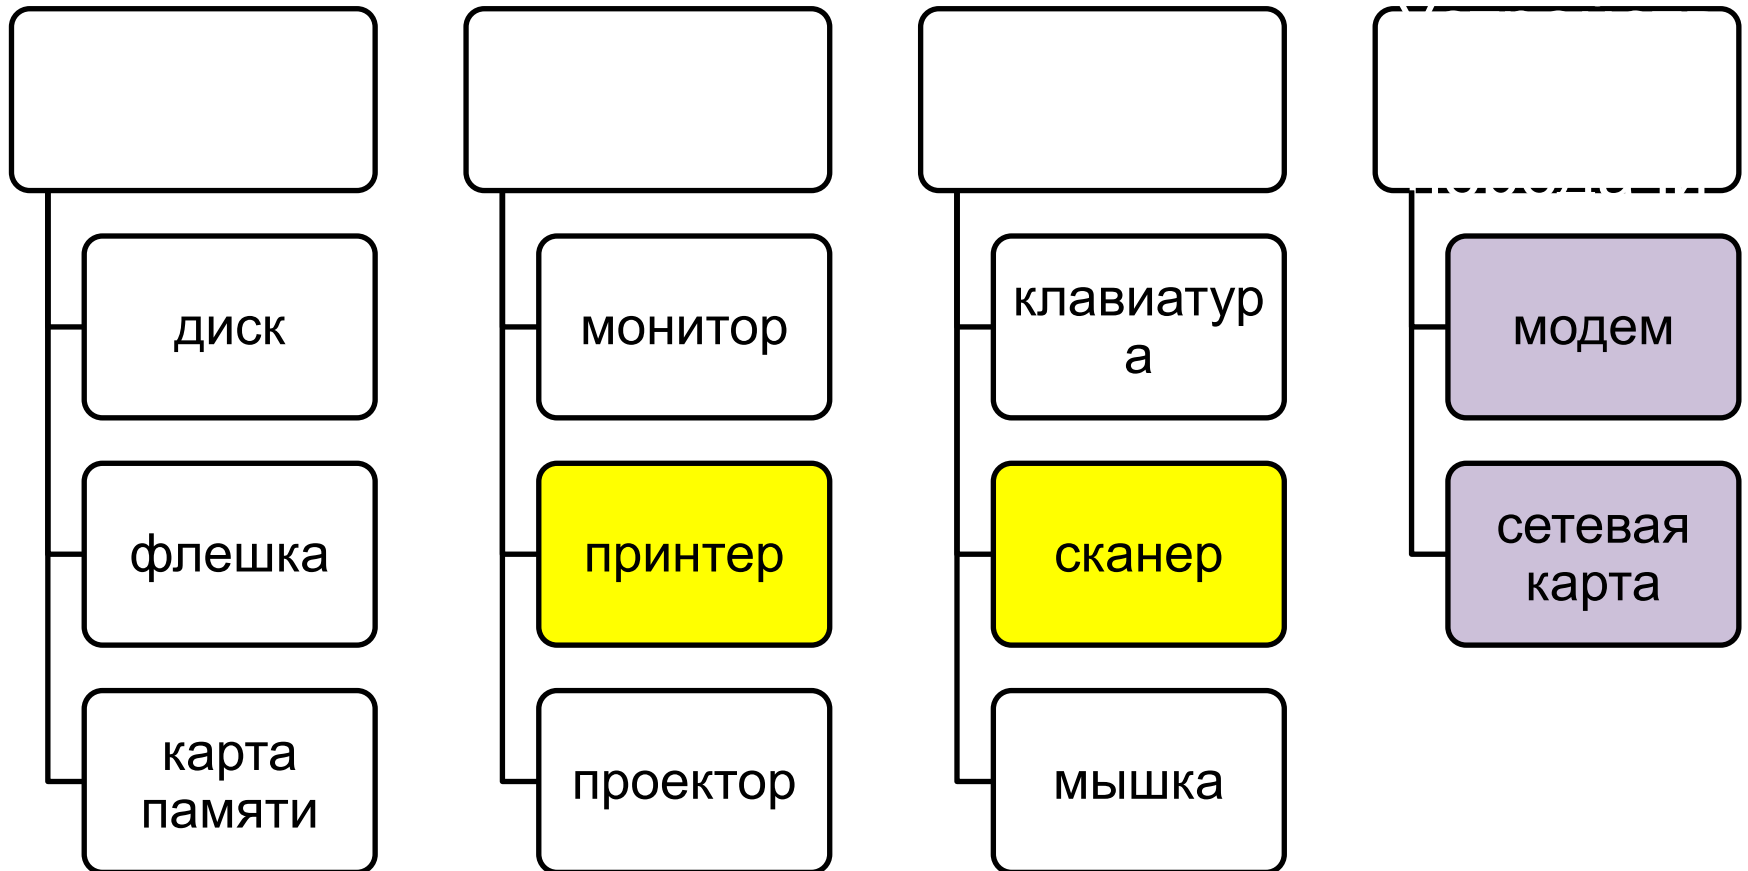 диск
флешка
карта
памяти
монитор
принтер
проектор
клавиатур
а
сканер
мышка
модем
сетевая
карта